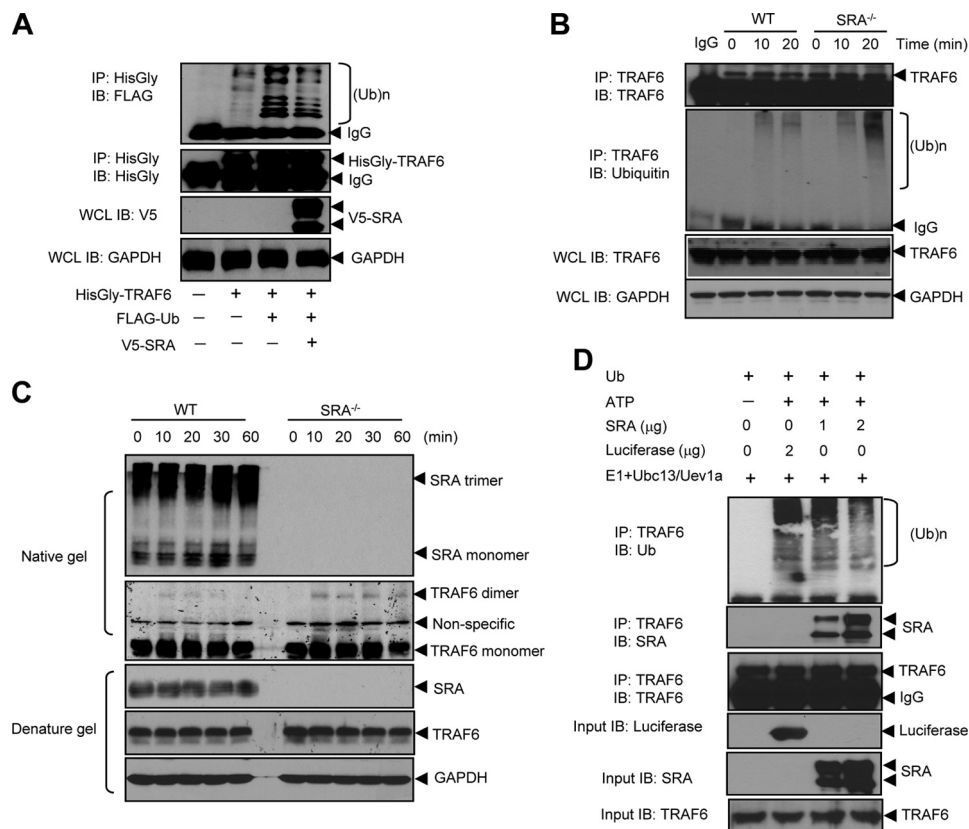 A
IP: HisGly
IB: FLAG
(Ub)n
IgG
IP: HisGly
IB: HisGly
HisGly-TRAF6
IgG
WCL IB: V5
V5-SRA
WCL IB: GAPDH
GAPDH
HisGly-TRAF6 — + + +
FLAG-Ub — — + +
V5-SRA — — — +
B
WT SRA-/-
IgG 0 10 20 0 10 20 Time (min)
IP: TRAF6
IB: TRAF6
TRAF6
IP: TRAF6
IB: Ubiquitin
(Ub)n
IgG
WCL IB: TRAF6
TRAF6
WCL IB: GAPDH
GAPDH
C
WT SRA-/-
0 10 20 30 60 0 10 20 30 60 (min)
Native gel
SRA trimer
SRA monomer
TRAF6 dimer
Non-specific
TRAF6 monomer
Denature gel
SRA
TRAF6
GAPDH
D
Ub + + + +
ATP — + + +
SRA (μg) 0 0 1 2
Luciferase (μg) 0 2 0 0
E1+Ubc13/Uev1a + + + +
IP: TRAF6
IB: Ub
(Ub)n
IP: TRAF6
IB: SRA
SRA
IP: TRAF6
IB: TRAF6
TRAF6
IgG
Input IB: Luciferase
Luciferase
Input IB: SRA
SRA
Input IB: TRAF6
TRAF6